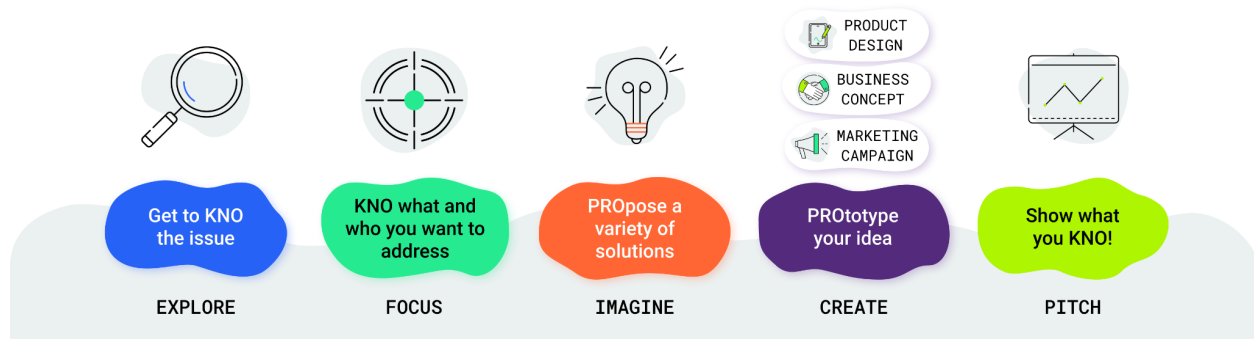 PRODUCT
DESIGN
BUSINESS
CONCEPT
MARKETING
CAMPAIGN
Get to KNO
the issue
KNO what and
who you want to
address
PROpose a
variety of
solutions
PROtotype
your idea
Show what
you KNO!
EXPLORE
FOCUS
IMAGINE
CREATE
PITCH